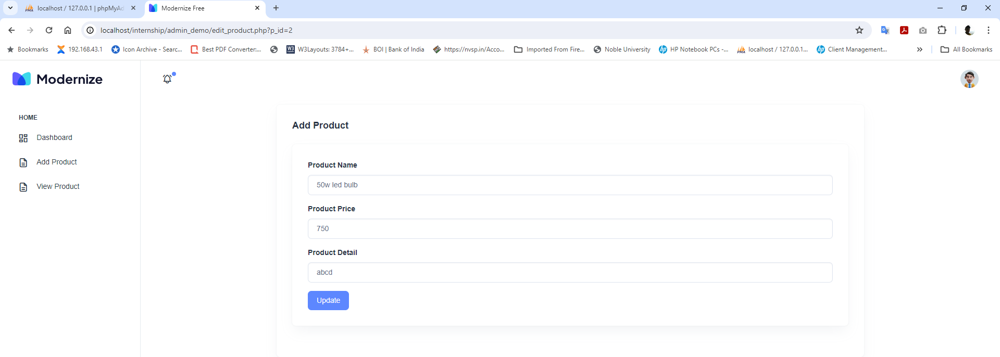 localhost / 127.0.0.1 | phpMyAd
Modernize Free
localhost/internship/admin_demo/edit_product.php?p_id=2
Bookmarks 192.168.43.1 Icon Archive - Searc... Best PDF Converter:... W3Layouts: 3784+... BOI | Bank of India https://nvsp.in/Acco... Imported From Fire... Noble University HP Notebook PCs -... localhost / 127.0.0.1... Client Management... All Bookmarks
Modernize
HOME
Dashboard
Add Product
View Product
Add Product
Product Name
50w led bulb
Product Price
750
Product Detail
abcd
Update